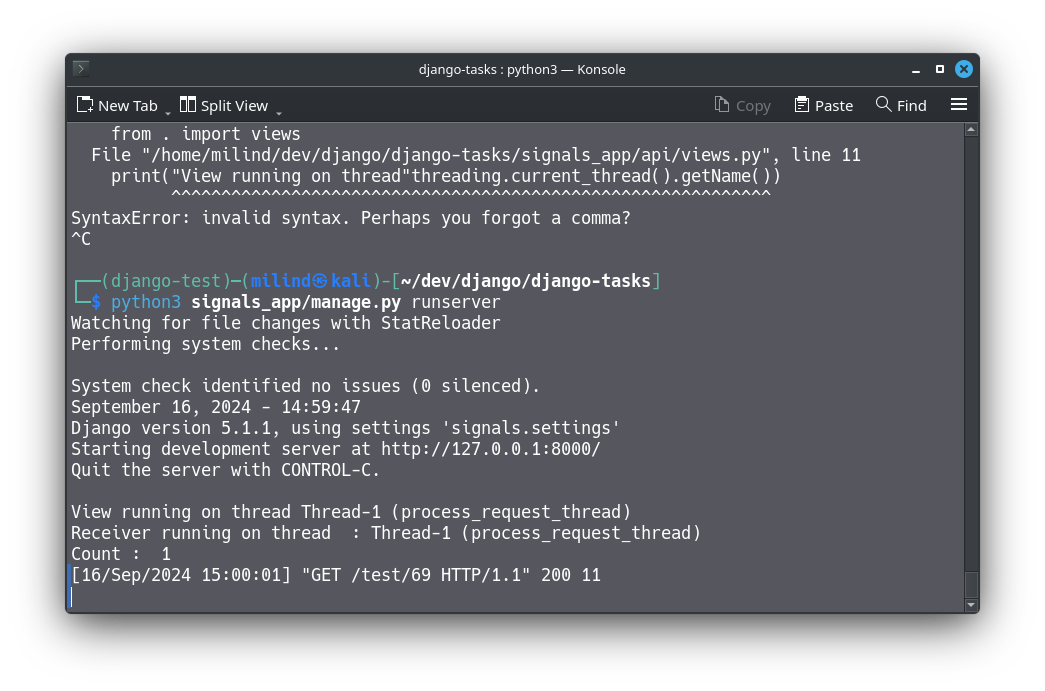 django-tasks : python3 — Konsole
New Tab Split View Copy Paste Find
from . import views
File "/home/milind/dev/django/django-tasks/signals_app/api/views.py", line 11
print("View running on thread"threading.current_thread().getName())
^^^^^^^^^^^^^^^^^^^^^^^^^^^^^^^^^^^^^^^^^^^^^^^^^^^^^^^^^^^^
SyntaxError: invalid syntax. Perhaps you forgot a comma?
^C
┌──(django-test)─(milind㉿kali)-[~/dev/django/django-tasks]
└─$ python3 signals_app/manage.py runserver
Watching for file changes with StatReloader
Performing system checks...
System check identified no issues (0 silenced).
September 16, 2024 - 14:59:47
Django version 5.1.1, using settings 'signals.settings'
Starting development server at http://127.0.0.1:8000/
Quit the server with CONTROL-C.
View running on thread Thread-1 (process_request_thread)
Receiver running on thread  : Thread-1 (process_request_thread)
Count :  1
[16/Sep/2024 15:00:01] "GET /test/69 HTTP/1.1" 200 11